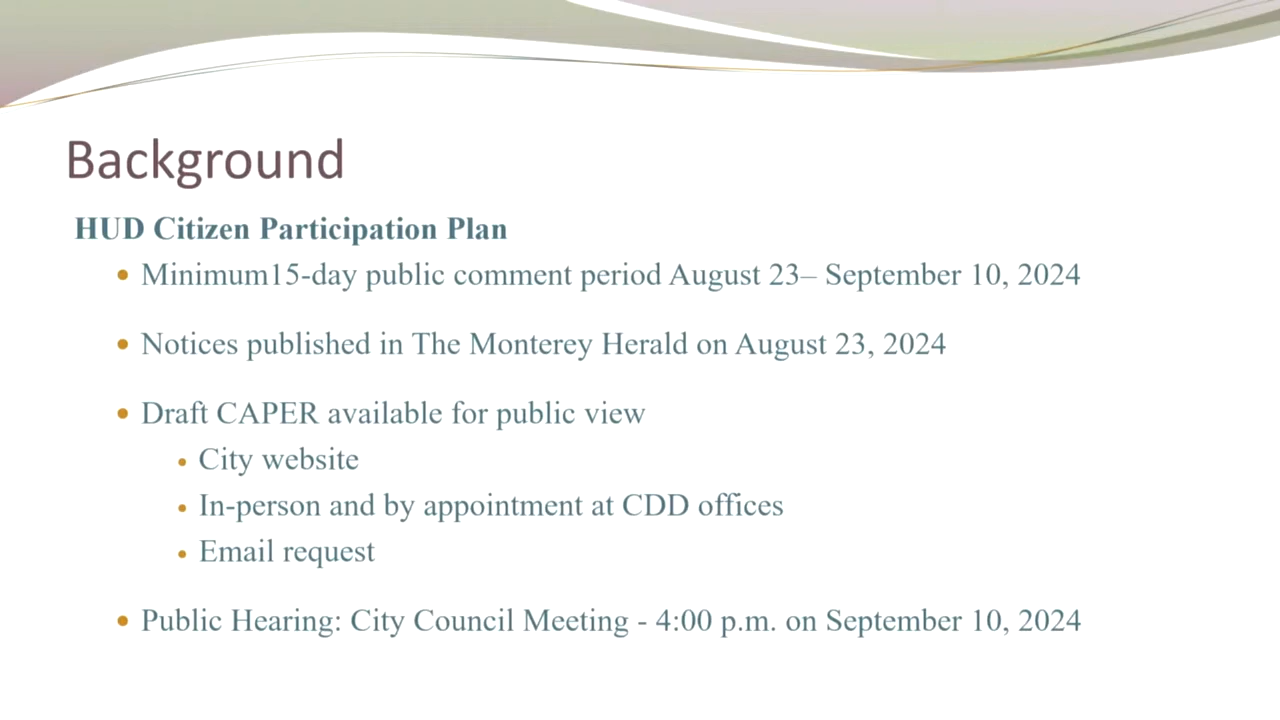 Background
HUD Citizen Participation Plan
• Minimum15-day public comment period August 23– September 10, 2024
• Notices published in The Monterey Herald on August 23, 2024
• Draft CAPER available for public view
• City website
• In-person and by appointment at CDD offices
• Email request
• Public Hearing: City Council Meeting - 4:00 p.m. on September 10, 2024